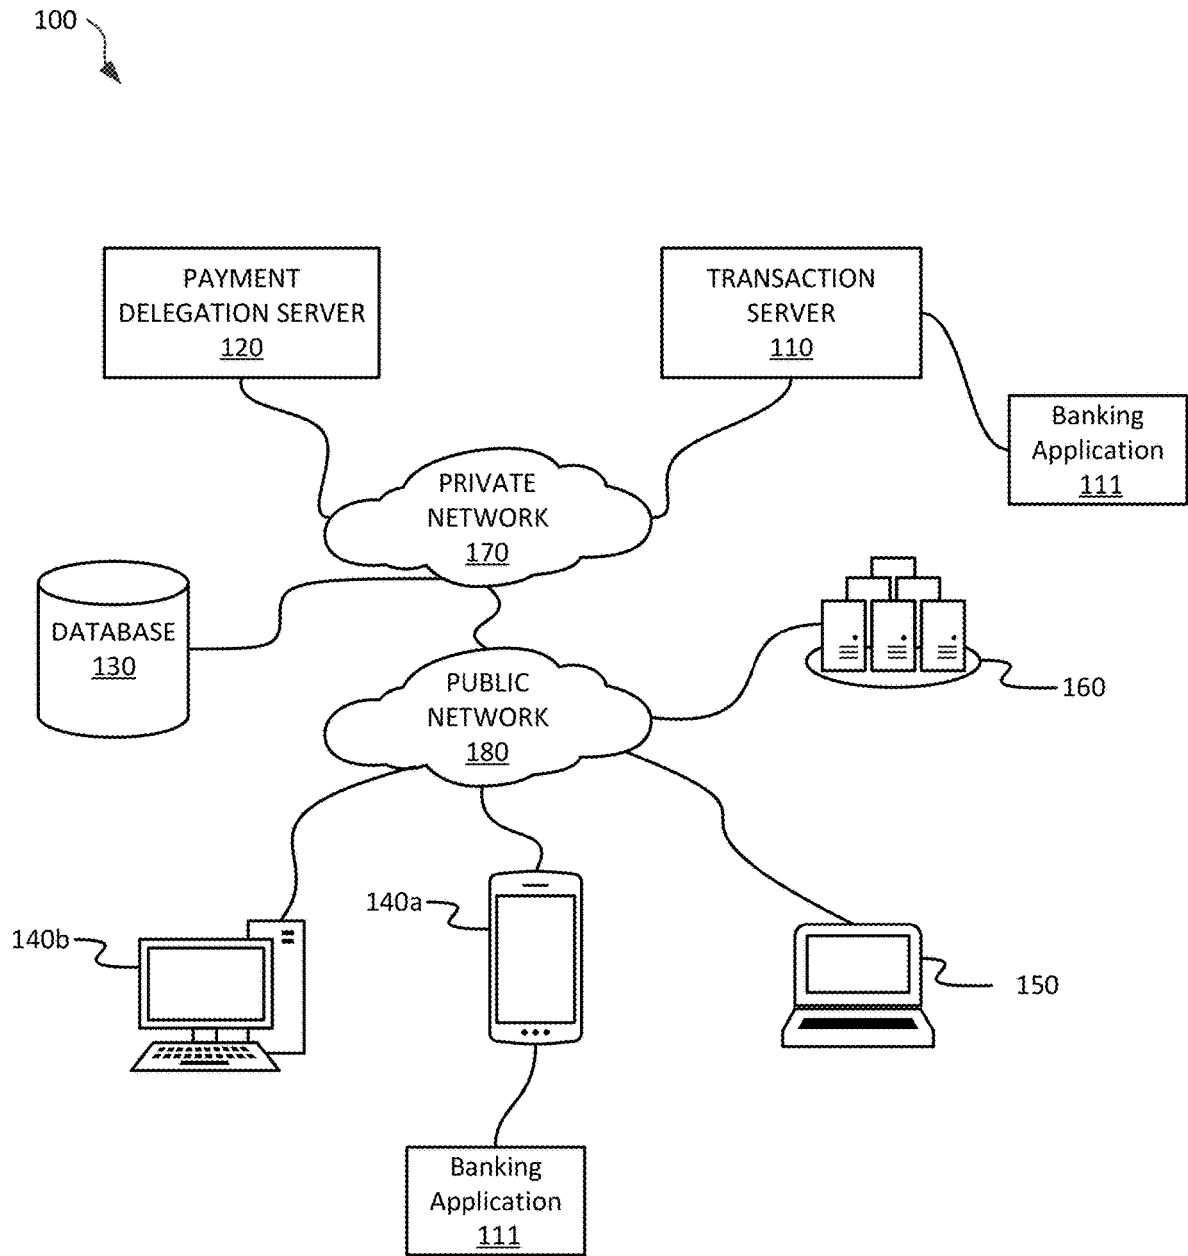 100
PAYMENT
DELEGATION SERVER
120
TRANSACTION
SERVER
110
Banking
Application
111
PRIVATE
NETWORK
170
DATABASE
130
160
PUBLIC
NETWORK
180
140b
140a
150
Banking
Application
111